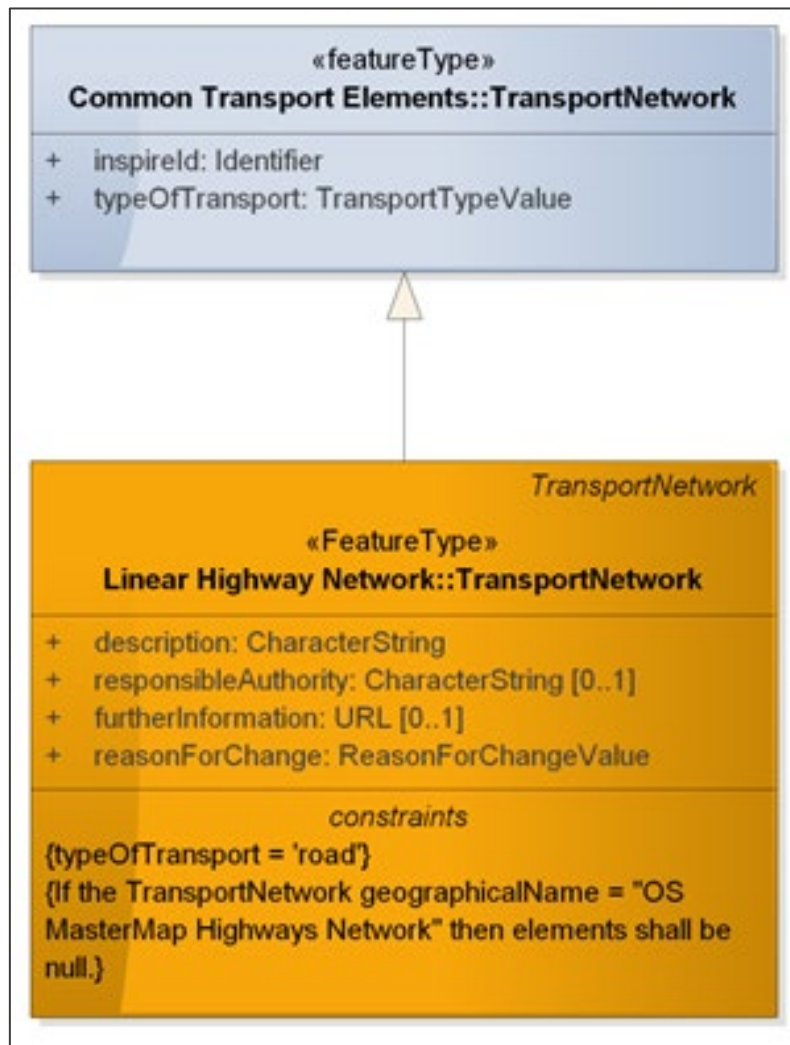 «featureType»
Common Transport Elements::TransportNetwork
+ inspireId: Identifier
+ typeOfTransport: TransportTypeValue
TransportNetwork
«FeatureType»
Linear Highway Network::TransportNetwork
+ description: CharacterString
+ responsibleAuthority: CharacterString [0..1]
+ furtherInformation: URL [0..1]
+ reasonForChange: ReasonForChangeValue
constraints
{typeOfTransport = 'road'}
{If the TransportNetwork geographicalName = "OS
MasterMap Highways Network" then elements shall be
null.}